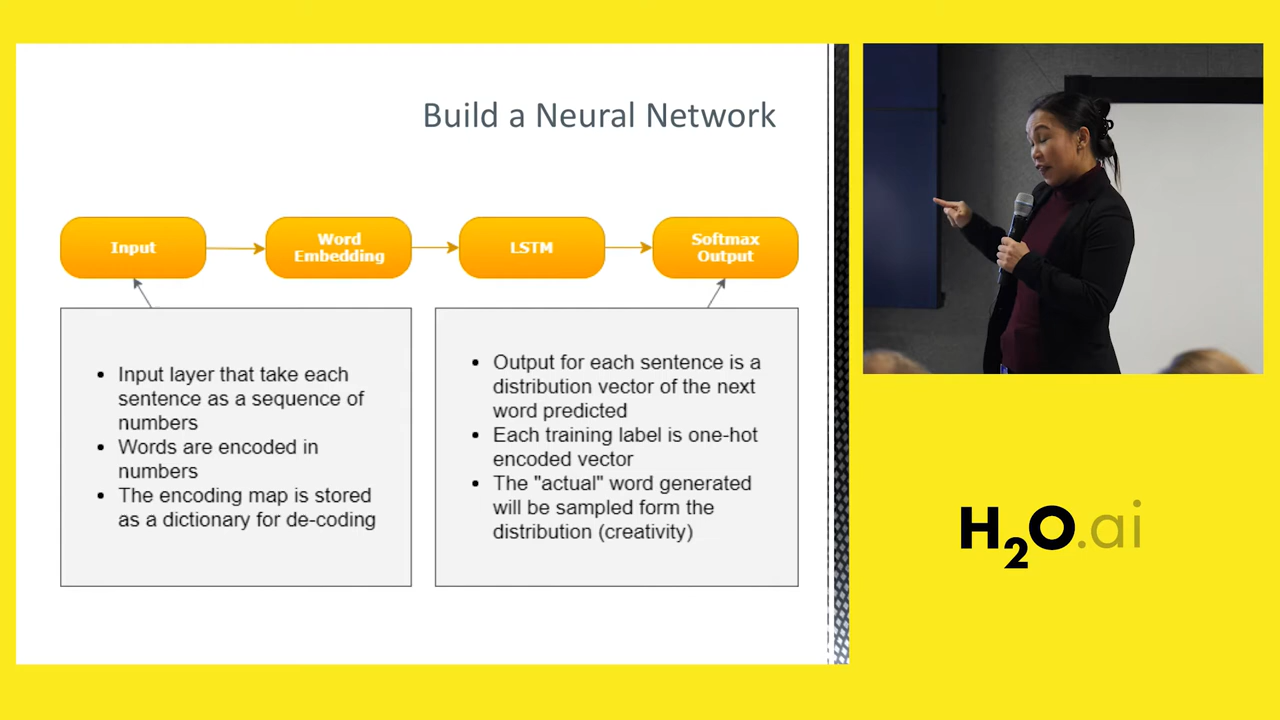 Build a Neural Network
Input
Word
Embedding
LSTM
Softmax
Output
• Input layer that take each
sentence as a sequence of
numbers
• Words are encoded in
numbers
• The encoding map is stored
as a dictionary for de-coding
• Output for each sentence is a
distribution vector of the next
word predicted
• Each training label is one-hot
encoded vector
• The "actual" word generated
will be sampled form the
distribution (creativity)
H2O.ai